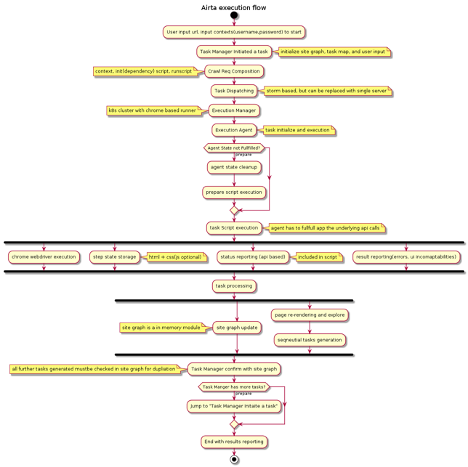 Airta execution flow
User input url, input contexts(username,password) to start
Task Manager Initiated a task
initialize site graph, task map, and user input
context, init(dependency) script, runscript
Crawl Req Composition
Task Dispatching
storm based, but can be replaced with single server
k8s cluster with chrome based runner
Execution Manager
Execution Agent
task initialize and execution
Agent State not Fullfilled?
prepare
agent state cleanup
prepare script execution
task Script execution
agent has to fulfull app the underlying api calls
chrome webdriver execution
step state storage
html + css(js optional)
status reporting (api based)
included in script
result reporting(errors, ui incomaptabilities)
task processing
page re-rendering and explore
site graph is a in memory module
site graph update
seqneutial tasks generation
all further tasks generated mustbe checked in site graph for dupliation
Task Manager confirm with site graph
Task Manger has more tasks?
prepare
Jump to "Task Manager Initiate a task"
End with results reporting